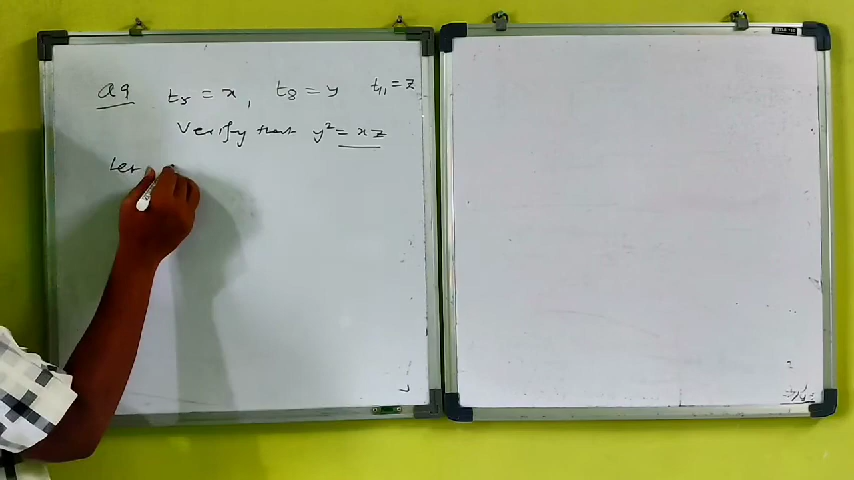 Q9 t₅ = x, t₈ = y t₁₁ = z
Verify that y² = xz
Let